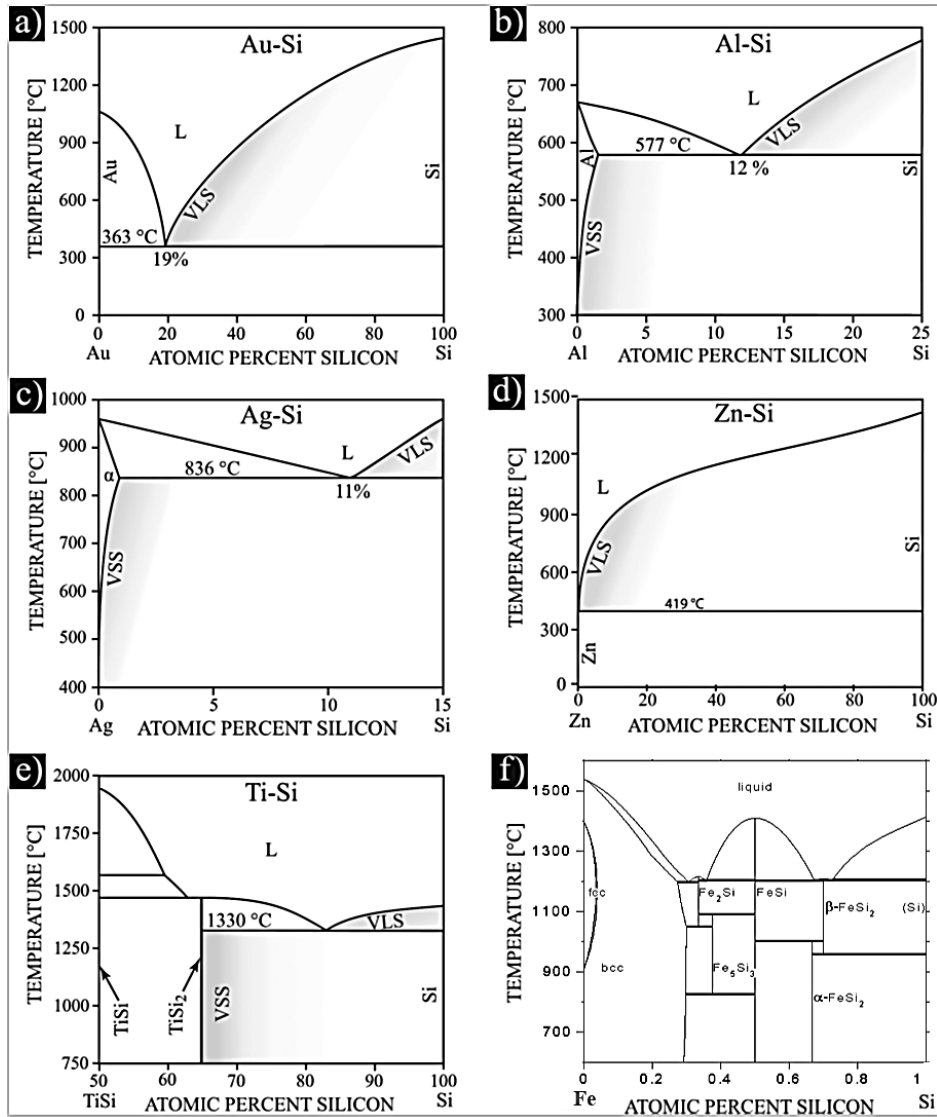 a)
Au-Si
TEMPERATURE [°C]
1500
1200
900
600
300
0
L
Au
VLS
Si
363 °C
19%
0 20 40 60 80 100
Au ATOMIC PERCENT SILICON Si
b)
Al-Si
TEMPERATURE [°C]
800
700
600
500
400
300
L
VLS
Al
577 °C
12 %
Si
VSS
0 5 10 15 20 25
Al ATOMIC PERCENT SILICON Si
c)
Ag-Si
TEMPERATURE [°C]
1000
900
800
700
600
500
400
L
VLS
α
836 °C
11%
VSS
0 5 10 15
Ag ATOMIC PERCENT SILICON Si
d)
Zn-Si
TEMPERATURE [°C]
1500
1200
900
600
300
0
L
VLS
Si
419 °C
Zn
0 20 40 60 80 100
Zn ATOMIC PERCENT SILICON Si
e)
Ti-Si
TEMPERATURE [°C]
2000
1750
1500
1250
1000
750
L
1330 °C
VLS
TiSi
TiSi2
VSS
Si
50 60 70 80 90 100
TiSi ATOMIC PERCENT SILICON Si
f)
TEMPERATURE [°C]
1500
1300
1100
900
700
liquid
fcc
bcc
Fe2Si
FeSi
β-FeSi2
(Si)
Fe5Si3
α-FeSi2
0 0.2 0.4 0.6 0.8 1
Fe ATOMIC PERCENT SILICON Si